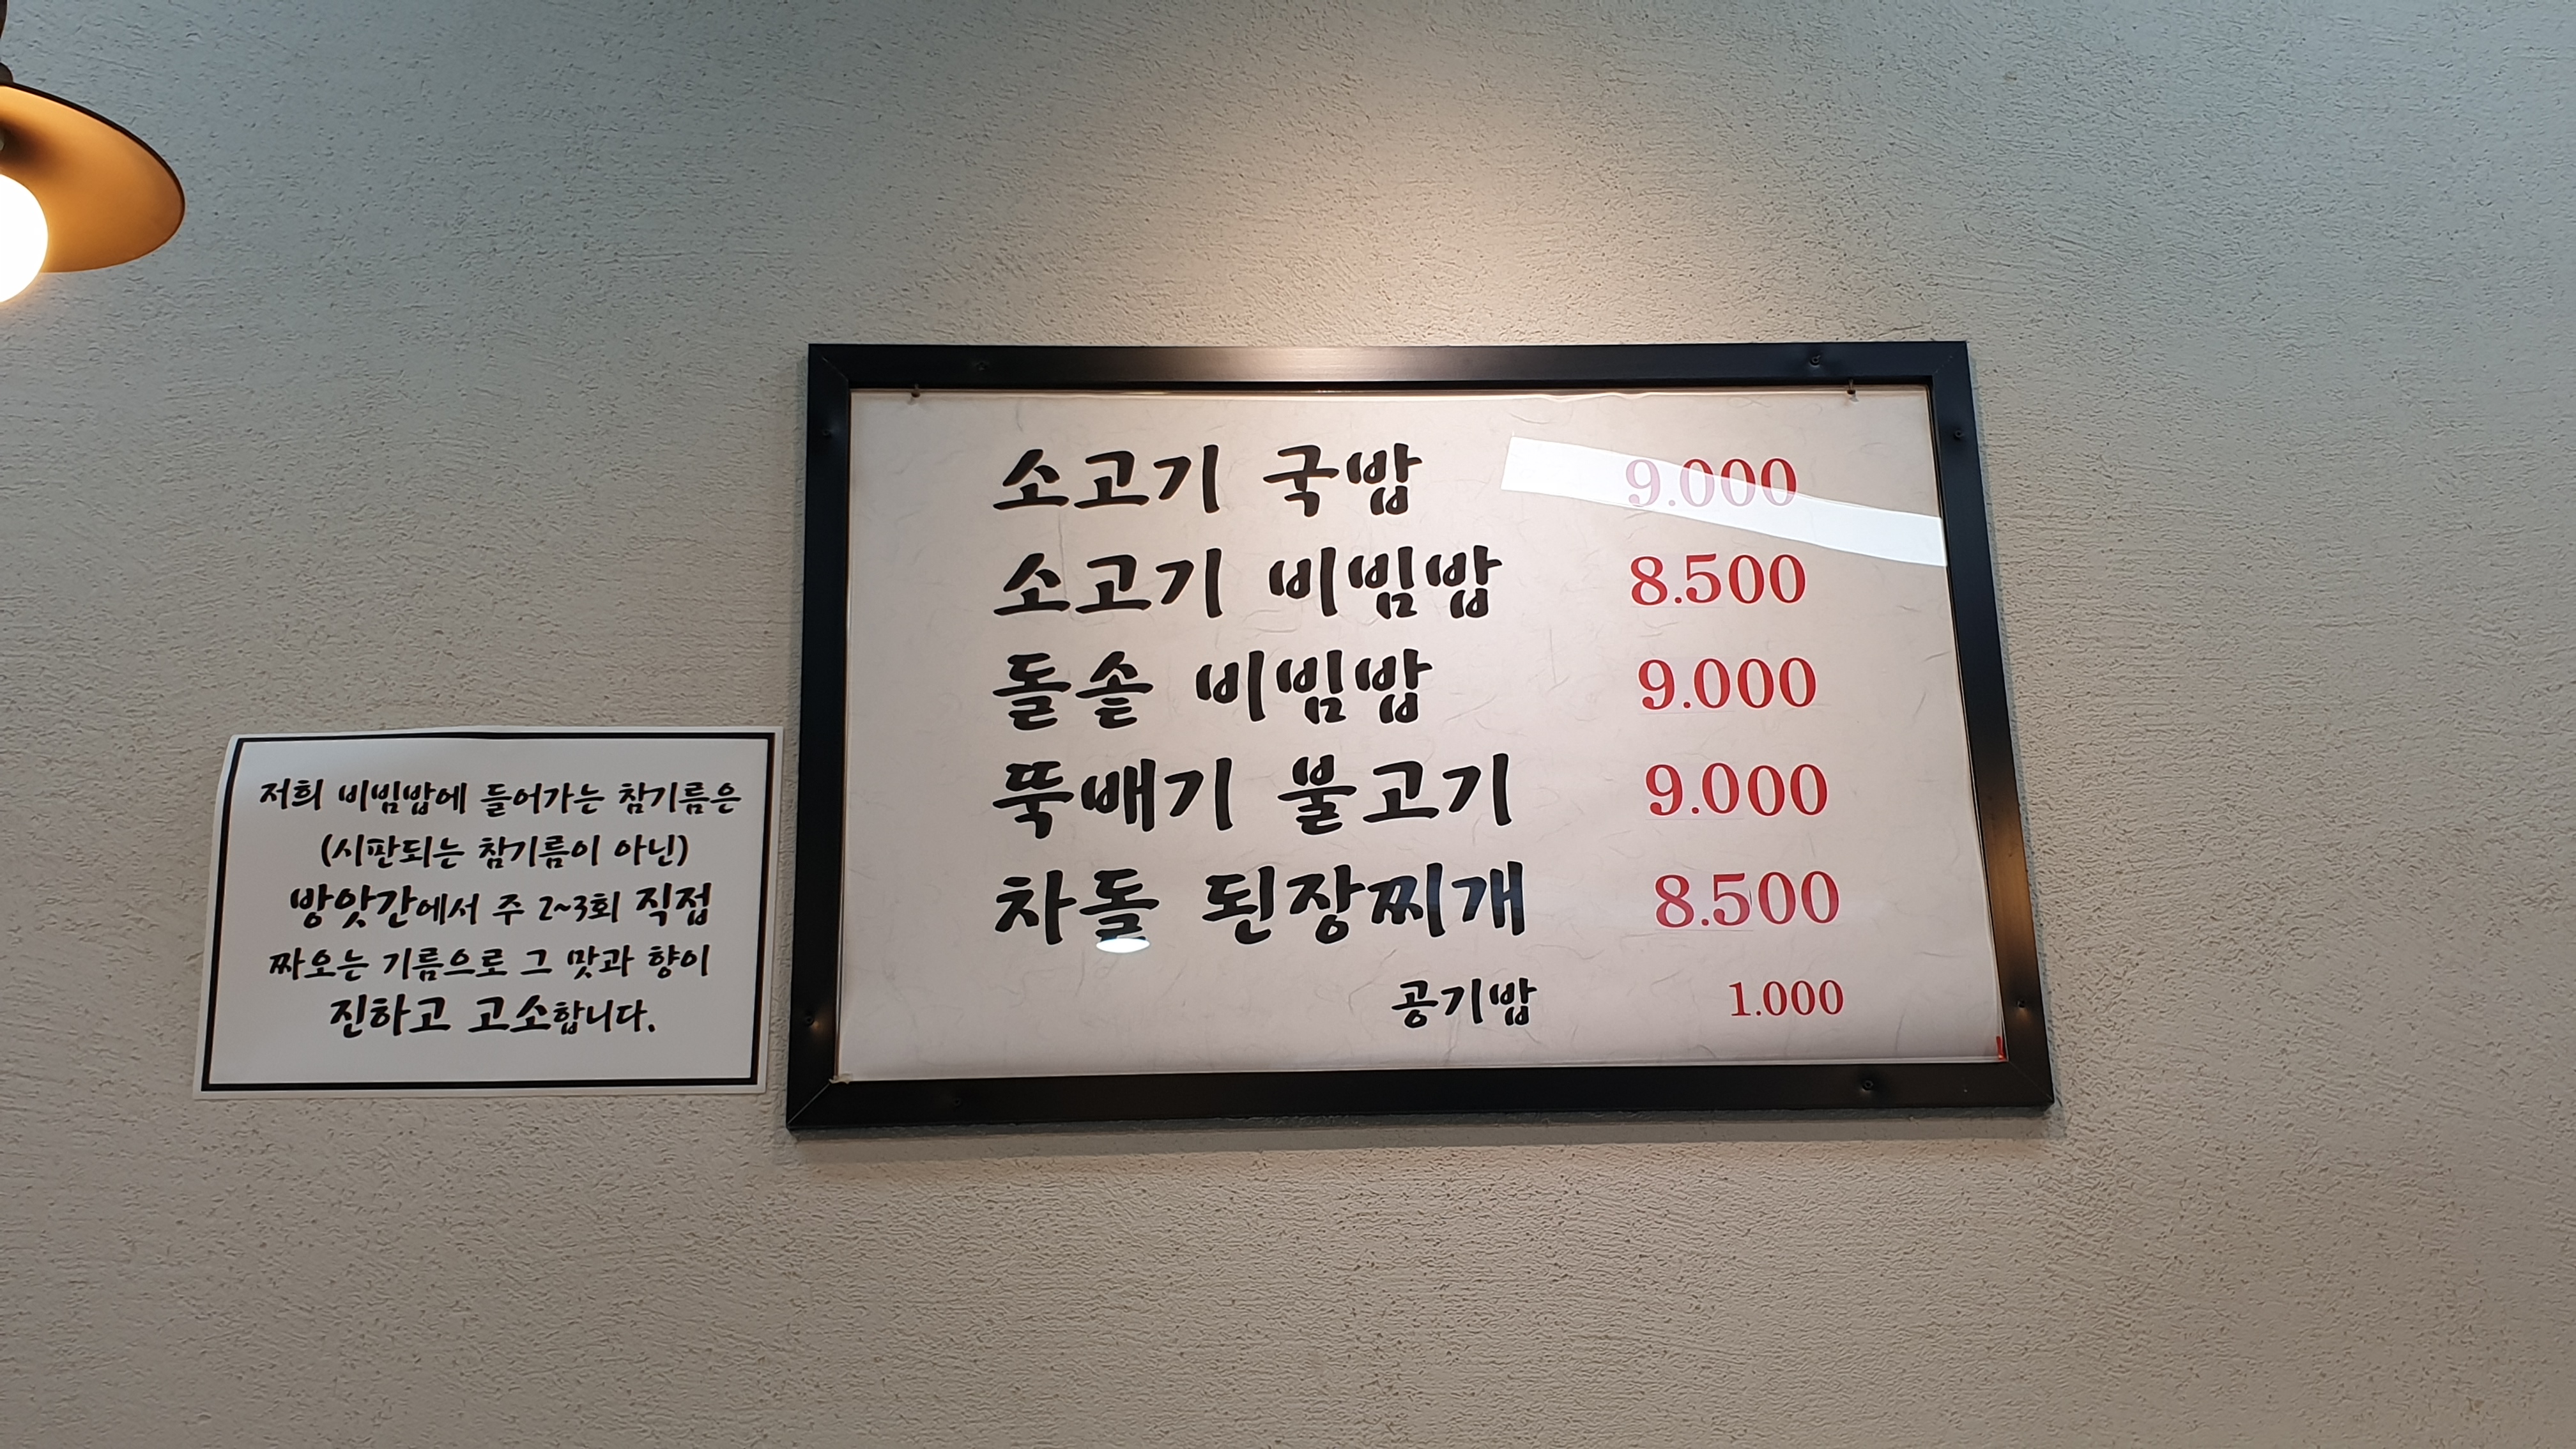 소고기 국밥 9.000
소고기 비빔밥 8.500
돌솥 비빔밥 9.000
뚝배기 불고기 9.000
차돌 된장찌개 8.500
공기밥 1.000
저희 비빔밥에 들어가는 참기름은
(시판되는 참기름이 아닌)
방앗간에서 주 2~3회 직접
짜오는 기름으로 그 맛과 향이
진하고 고소합니다.